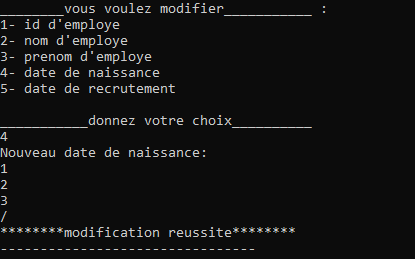 ________vous voulez modifier___________ :
1- id d'employe
2- nom d'employe
3- prenom d'employe
4- date de naissance
5- date de recrutement
___________donnez votre choix__________
4
Nouveau date de naissance:
1
2
3
/
********modification reussite********
--------------------------------